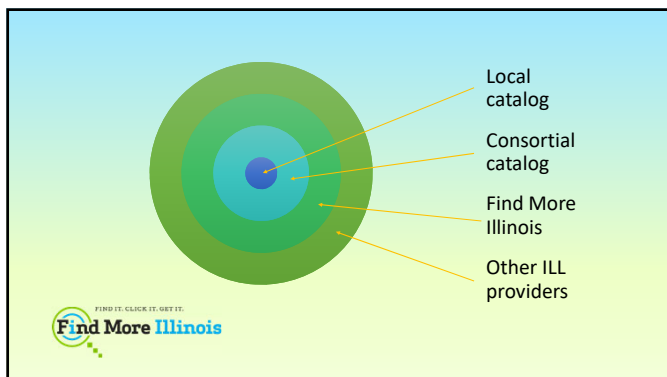 Local
catalog
Consortial
catalog
Find More
Illinois
Other ILL
providers
FIND IT. CLICK IT. GET IT.
Find More Illinois